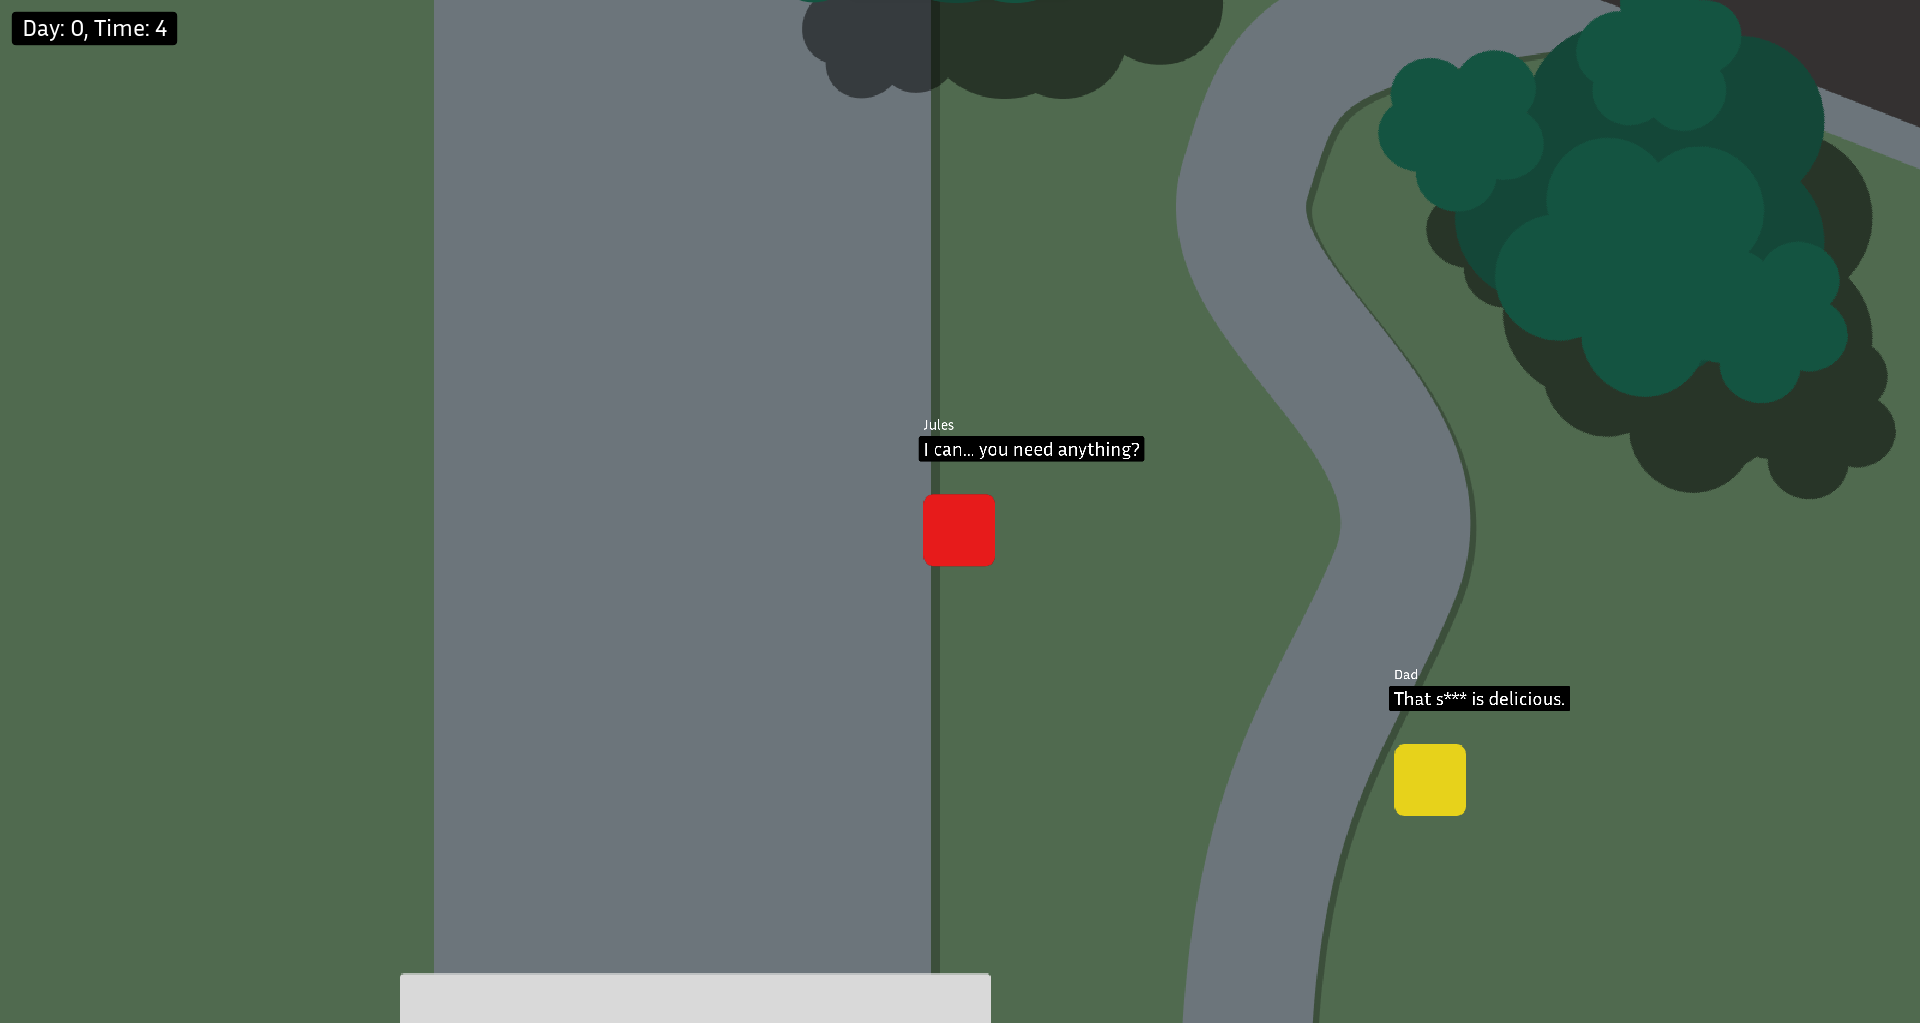 Day: 0, Time: 4
Jules
I can... you need anything?
Dad
That s*** is delicious.